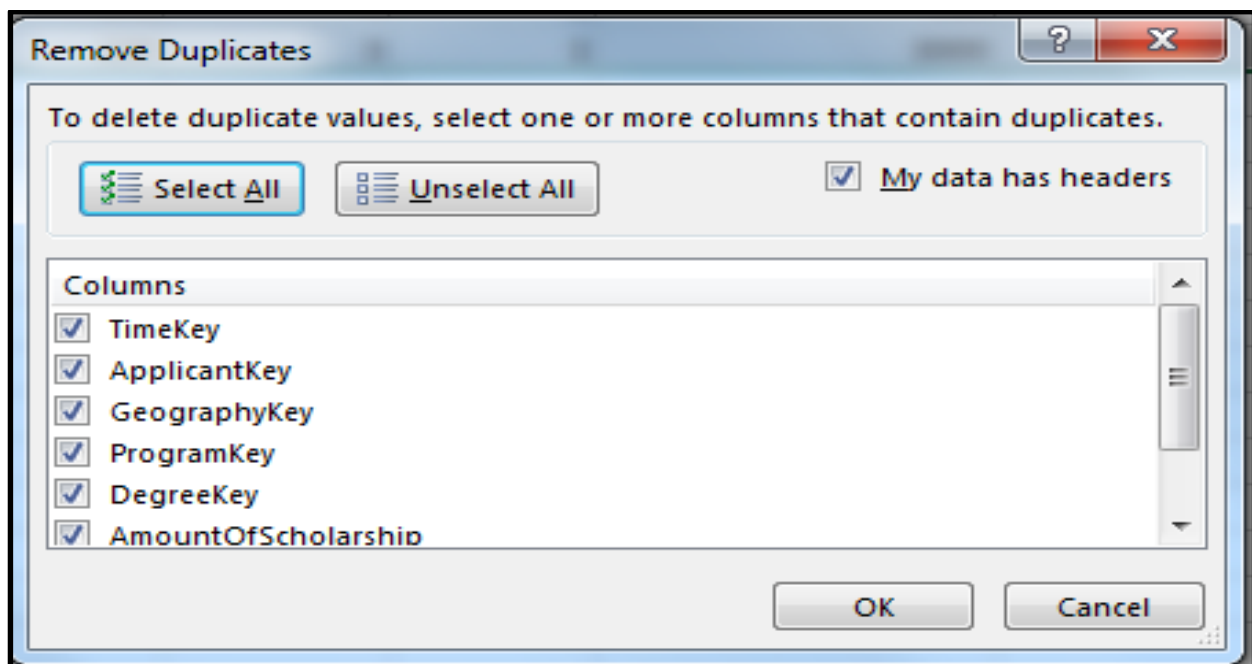 Remove Duplicates
?
To delete duplicate values, select one or more columns that contain duplicates.
Select All Unselect All My data has headers
Columns
TimeKey
ApplicantKey
GeographyKey
ProgramKey
DegreeKey
AmountOfScholarship
OK Cancel